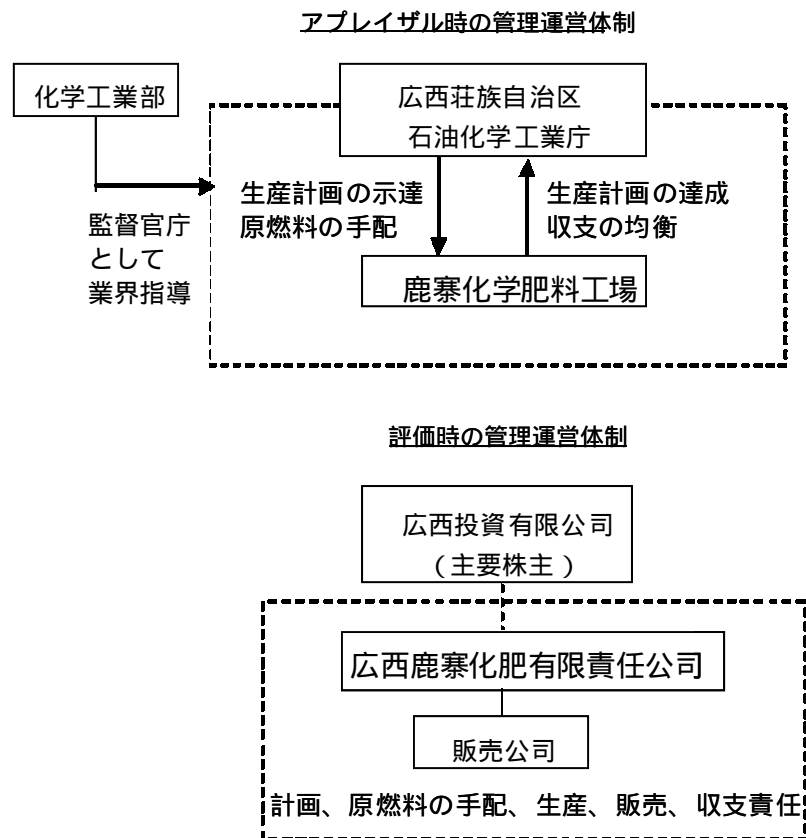 アプレイザル時の管理運営体制
化学工業部
広西荘族自治区
石油化学工業庁
生産計画の示達
原燃料の手配
生産計画の達成
収支の均衡
監督官庁
として
業界指導
鹿寨化学肥料工場
評価時の管理運営体制
広西投資有限公司
（主要株主）
広西鹿寨化肥有限責任公司
販売公司
計画、原燃料の手配、生産、販売、収支責任